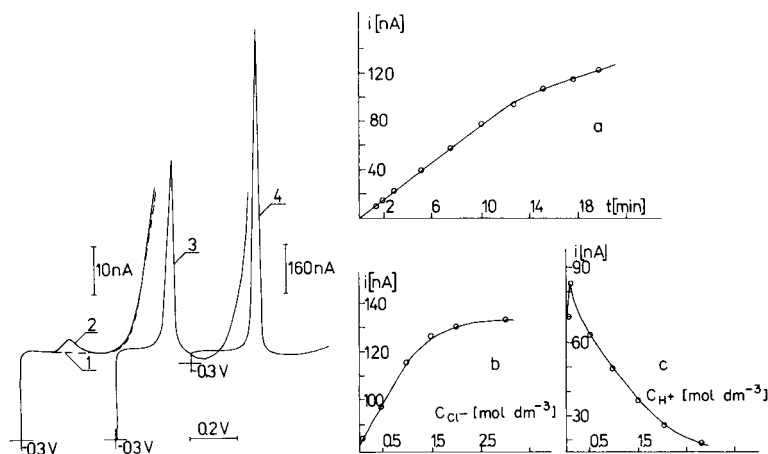 1
2
3
4
10nA
160nA
-0.3V
-0.3V
-0.3V
0.2V
i[nA]
120
80
40
2
6
10
14
18
t[min]
a
i[nA]
140
120
100
0.5
1.5
2.5
C Cl- [mol dm-3]
b
i[nA]
90
60
30
0.5
1.5
C H+ [mol dm-3]
c